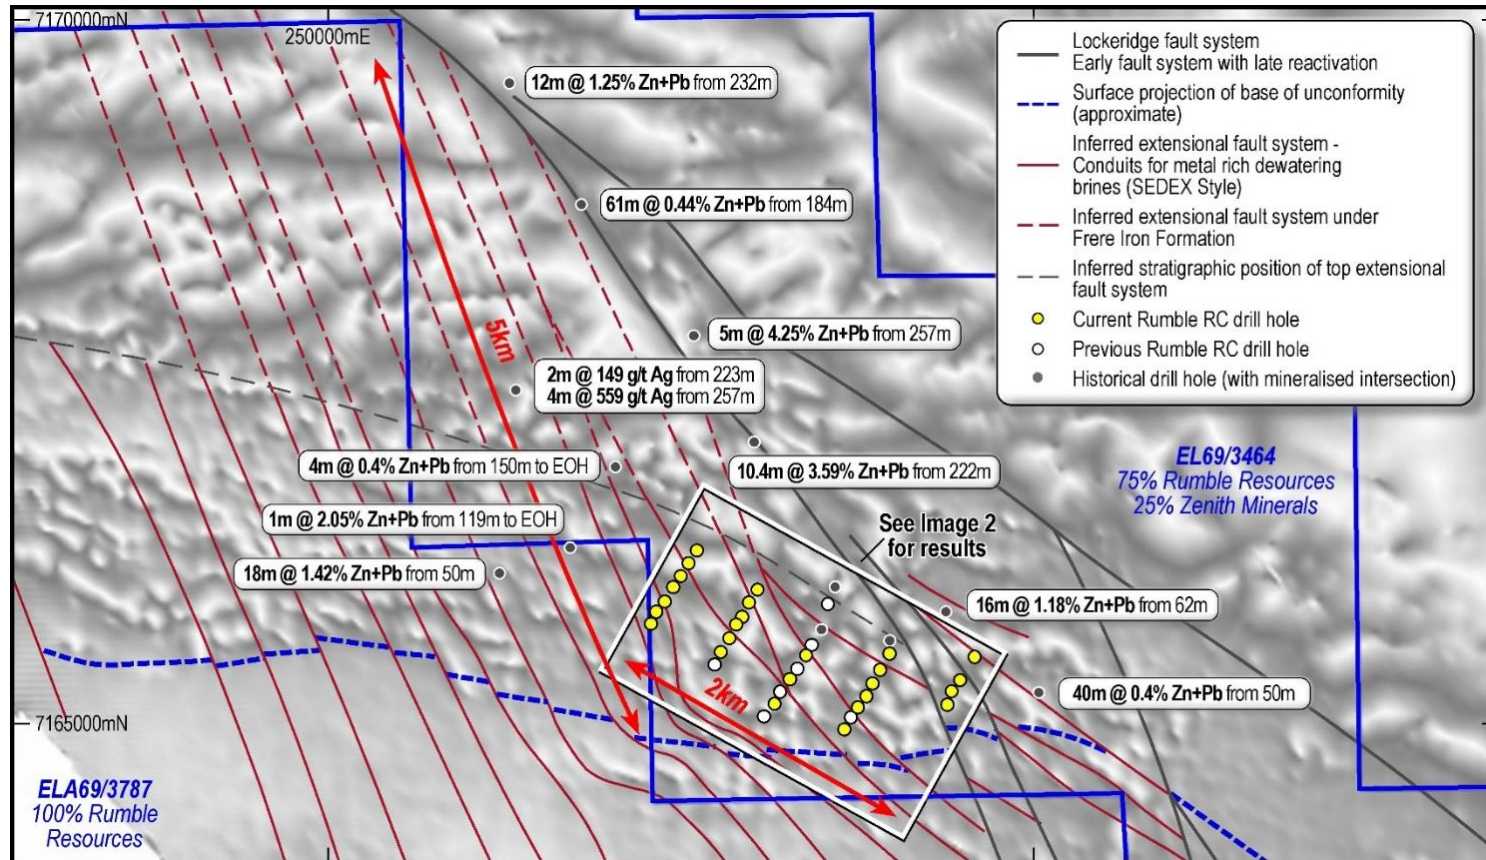 7170000mN
250000mE
12m @ 1.25% Zn+Pb from 232m
61m @ 0.44% Zn+Pb from 184m
5m @ 4.25% Zn+Pb from 257m
5km
2m @ 149 g/t Ag from 223m
4m @ 559 g/t Ag from 257m
4m @ 0.4% Zn+Pb from 150m to EOH
10.4m @ 3.59% Zn+Pb from 222m
1m @ 2.05% Zn+Pb from 119m to EOH
See Image 2
for results
18m @ 1.42% Zn+Pb from 50m
16m @ 1.18% Zn+Pb from 62m
2km
40m @ 0.4% Zn+Pb from 50m
7165000mN
ELA69/3787
100% Rumble
Resources
EL69/3464
75% Rumble Resources
25% Zenith Minerals
Lockeridge fault system
Early fault system with late reactivation
Surface projection of base of unconformity
(approximate)
Inferred extensional fault system -
Conduits for metal rich dewatering
brines (SEDEX Style)
Inferred extensional fault system under
Frere Iron Formation
Inferred stratigraphic position of top extensional
fault system
Current Rumble RC drill hole
Previous Rumble RC drill hole
Historical drill hole (with mineralised intersection)